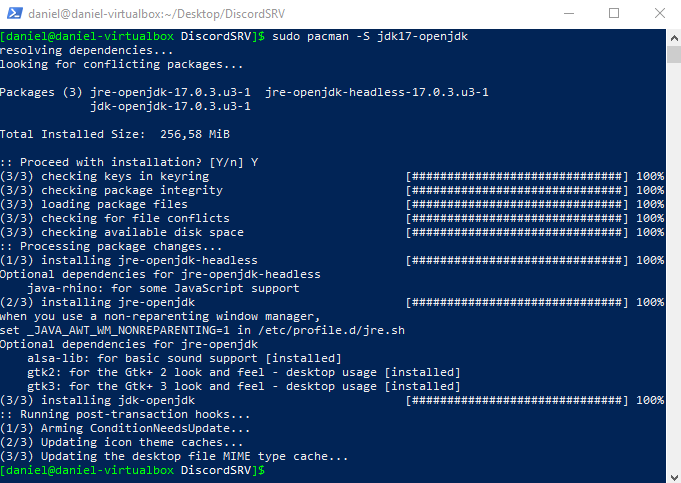 daniel@daniel-virtualbox:~/Desktop/DiscordSRV
[daniel@daniel-virtualbox DiscordSRV]$ sudo pacman -S jdk17-openjdk
resolving dependencies...
looking for conflicting packages...

Packages (3) jre-openjdk-17.0.3.u3-1  jre-openjdk-headless-17.0.3.u3-1
             jdk-openjdk-17.0.3.u3-1

Total Installed Size:  256,58 MiB

:: Proceed with installation? [Y/n] Y
(3/3) checking keys in keyring                             [###############################] 100%
(3/3) checking package integrity                           [###############################] 100%
(3/3) loading package files                                [###############################] 100%
(3/3) checking for file conflicts                          [###############################] 100%
(3/3) checking available disk space                        [###############################] 100%
:: Processing package changes...
(1/3) installing jre-openjdk-headless                      [###############################] 100%
Optional dependencies for jre-openjdk-headless
    java-rhino: for some JavaScript support
(2/3) installing jre-openjdk                               [###############################] 100%
when you use a non-reparenting window manager,
set _JAVA_AWT_WM_NONREPARENTING=1 in /etc/profile.d/jre.sh
Optional dependencies for jre-openjdk
    alsa-lib: for basic sound support [installed]
    gtk2: for the Gtk+ 2 look and feel - desktop usage [installed]
    gtk3: for the Gtk+ 3 look and feel - desktop usage [installed]
(3/3) installing jdk-openjdk                               [###############################] 100%
:: Running post-transaction hooks...
(1/3) Arming ConditionNeedsUpdate...
(2/3) Updating icon theme caches...
(3/3) Updating the desktop file MIME type cache...
[daniel@daniel-virtualbox DiscordSRV]$